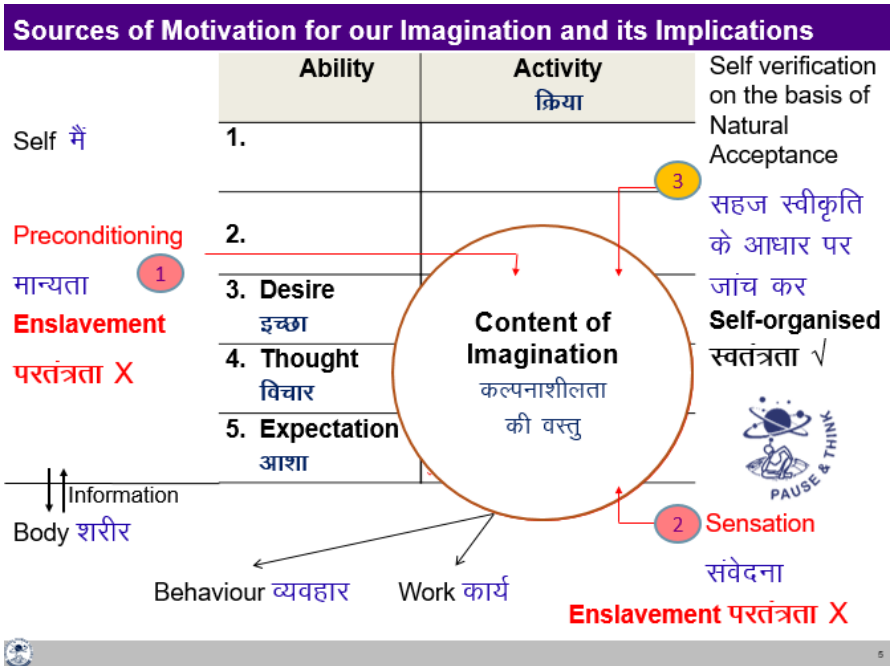 Sources of Motivation for our Imagination and its Implications
Ability
Activity
क्रिया
Self verification
on the basis of
Natural
Acceptance
सहज स्वीकृति
के आधार पर
जांच कर
Self-organised
स्वतंत्रता √
Self मैं
1.
3
Preconditioning
मान्यता
1
Enslavement
परतंत्रता X
2.
3. Desire
इच्छा
4. Thought
विचार
5. Expectation
आशा
Content of
Imagination
कल्पनाशीलता
की वस्तु
PAUSE & THINK
Information
Body शरीर
2 Sensation
संवेदना
Enslavement परतंत्रता X
Behaviour व्यवहार
Work कार्य
5